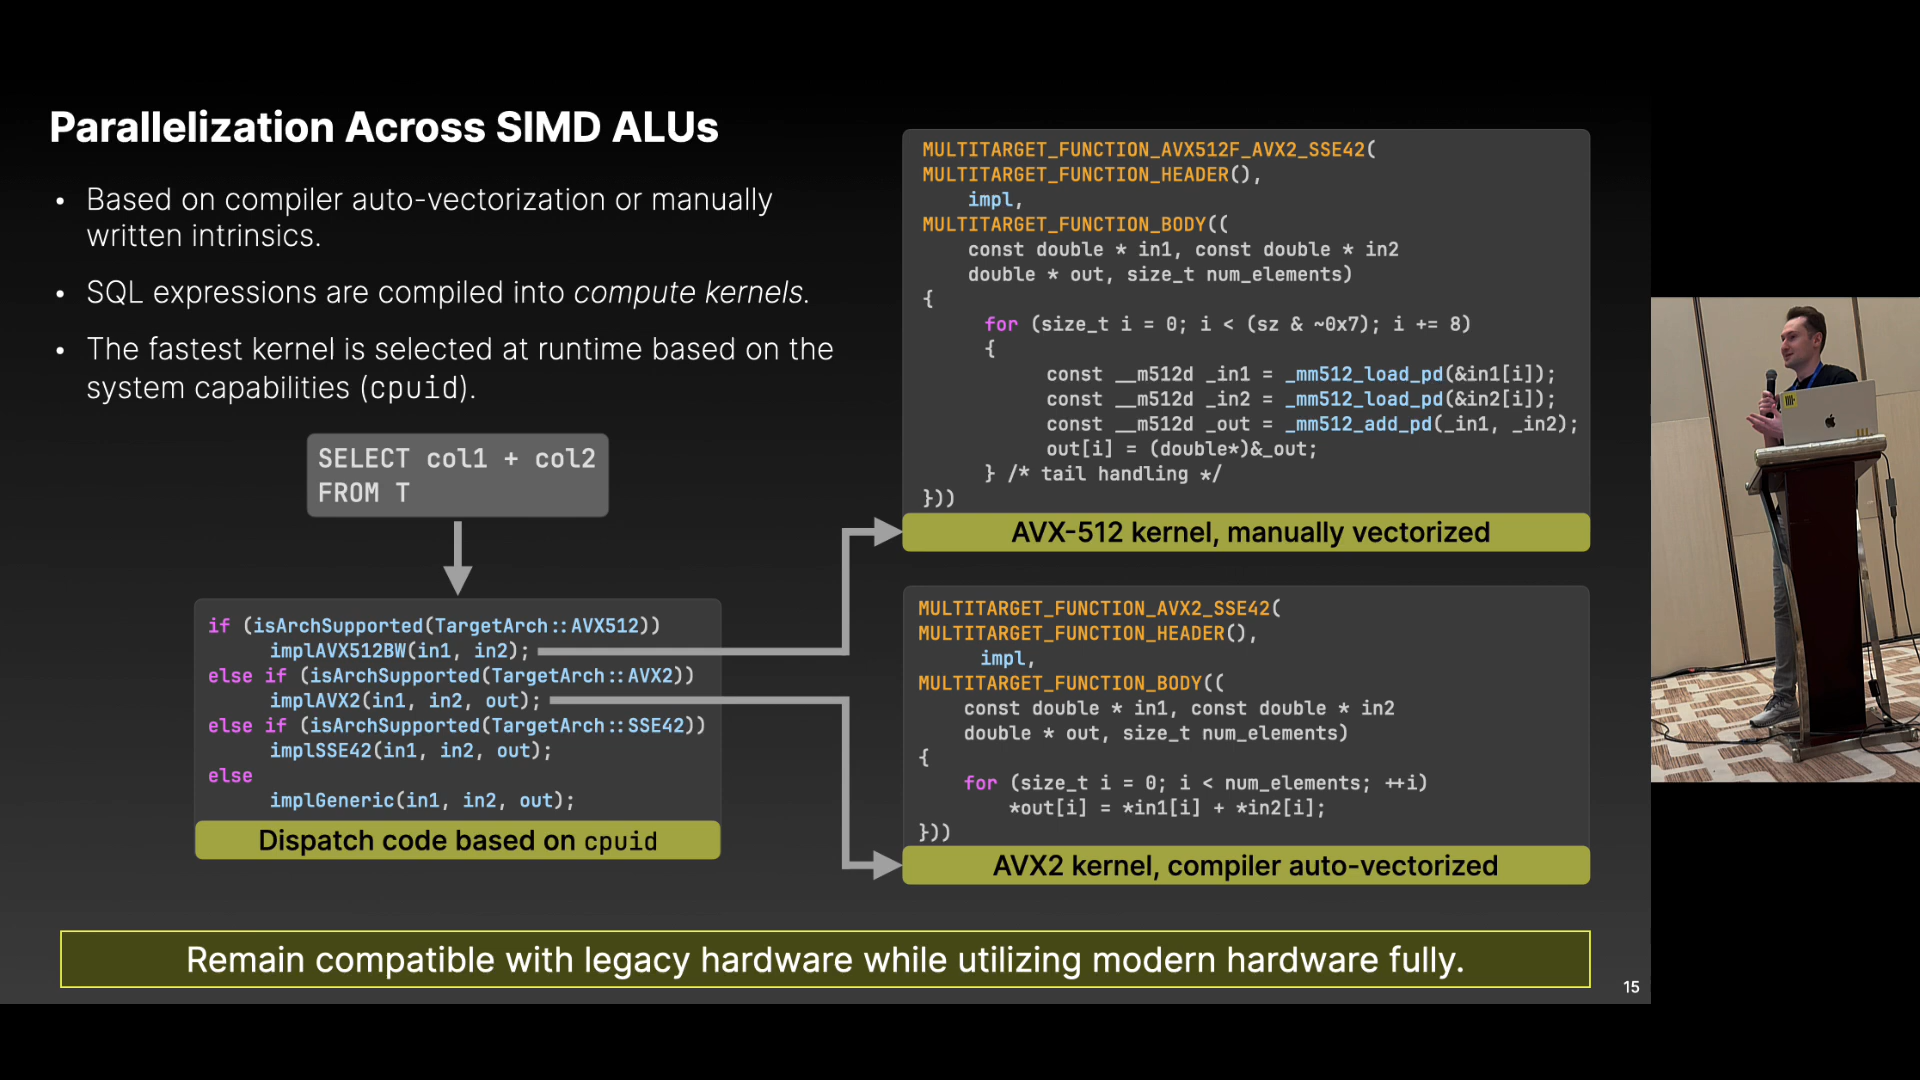 Parallelization Across SIMD ALUs
• Based on compiler auto-vectorization or manually
written intrinsics.
• SQL expressions are compiled into compute kernels.
• The fastest kernel is selected at runtime based on the
system capabilities (cpuid).
SELECT col1 + col2
FROM T
if (isArchSupported(TargetArch::AVX512))
implAVX512BW(in1, in2);
else if (isArchSupported(TargetArch::AVX2))
implAVX2(in1, in2, out);
else if (isArchSupported(TargetArch::SSE42))
implSSE42(in1, in2, out);
else
implGeneric(in1, in2, out);
Dispatch code based on cpuid
MULTITARGET_FUNCTION_AVX512F_AVX2_SSE42(
MULTITARGET_FUNCTION_HEADER(),
impl,
MULTITARGET_FUNCTION_BODY((
const double * in1, const double * in2
double * out, size_t num_elements)
{
for (size_t i = 0; i < (sz & ~0x7); i += 8)
{
const __m512d _in1 = _mm512_load_pd(&in1[i]);
const __m512d _in2 = _mm512_load_pd(&in2[i]);
const __m512d _out = _mm512_add_pd(_in1, _in2);
out[i] = (double*)&_out;
} /* tail handling */
}))
AVX-512 kernel, manually vectorized
MULTITARGET_FUNCTION_AVX2_SSE42(
MULTITARGET_FUNCTION_HEADER(),
impl,
MULTITARGET_FUNCTION_BODY((
const double * in1, const double * in2
double * out, size_t num_elements)
{
for (size_t i = 0; i < num_elements; ++i)
*out[i] = *in1[i] + *in2[i];
}))
AVX2 kernel, compiler auto-vectorized
Remain compatible with legacy hardware while utilizing modern hardware fully.
15